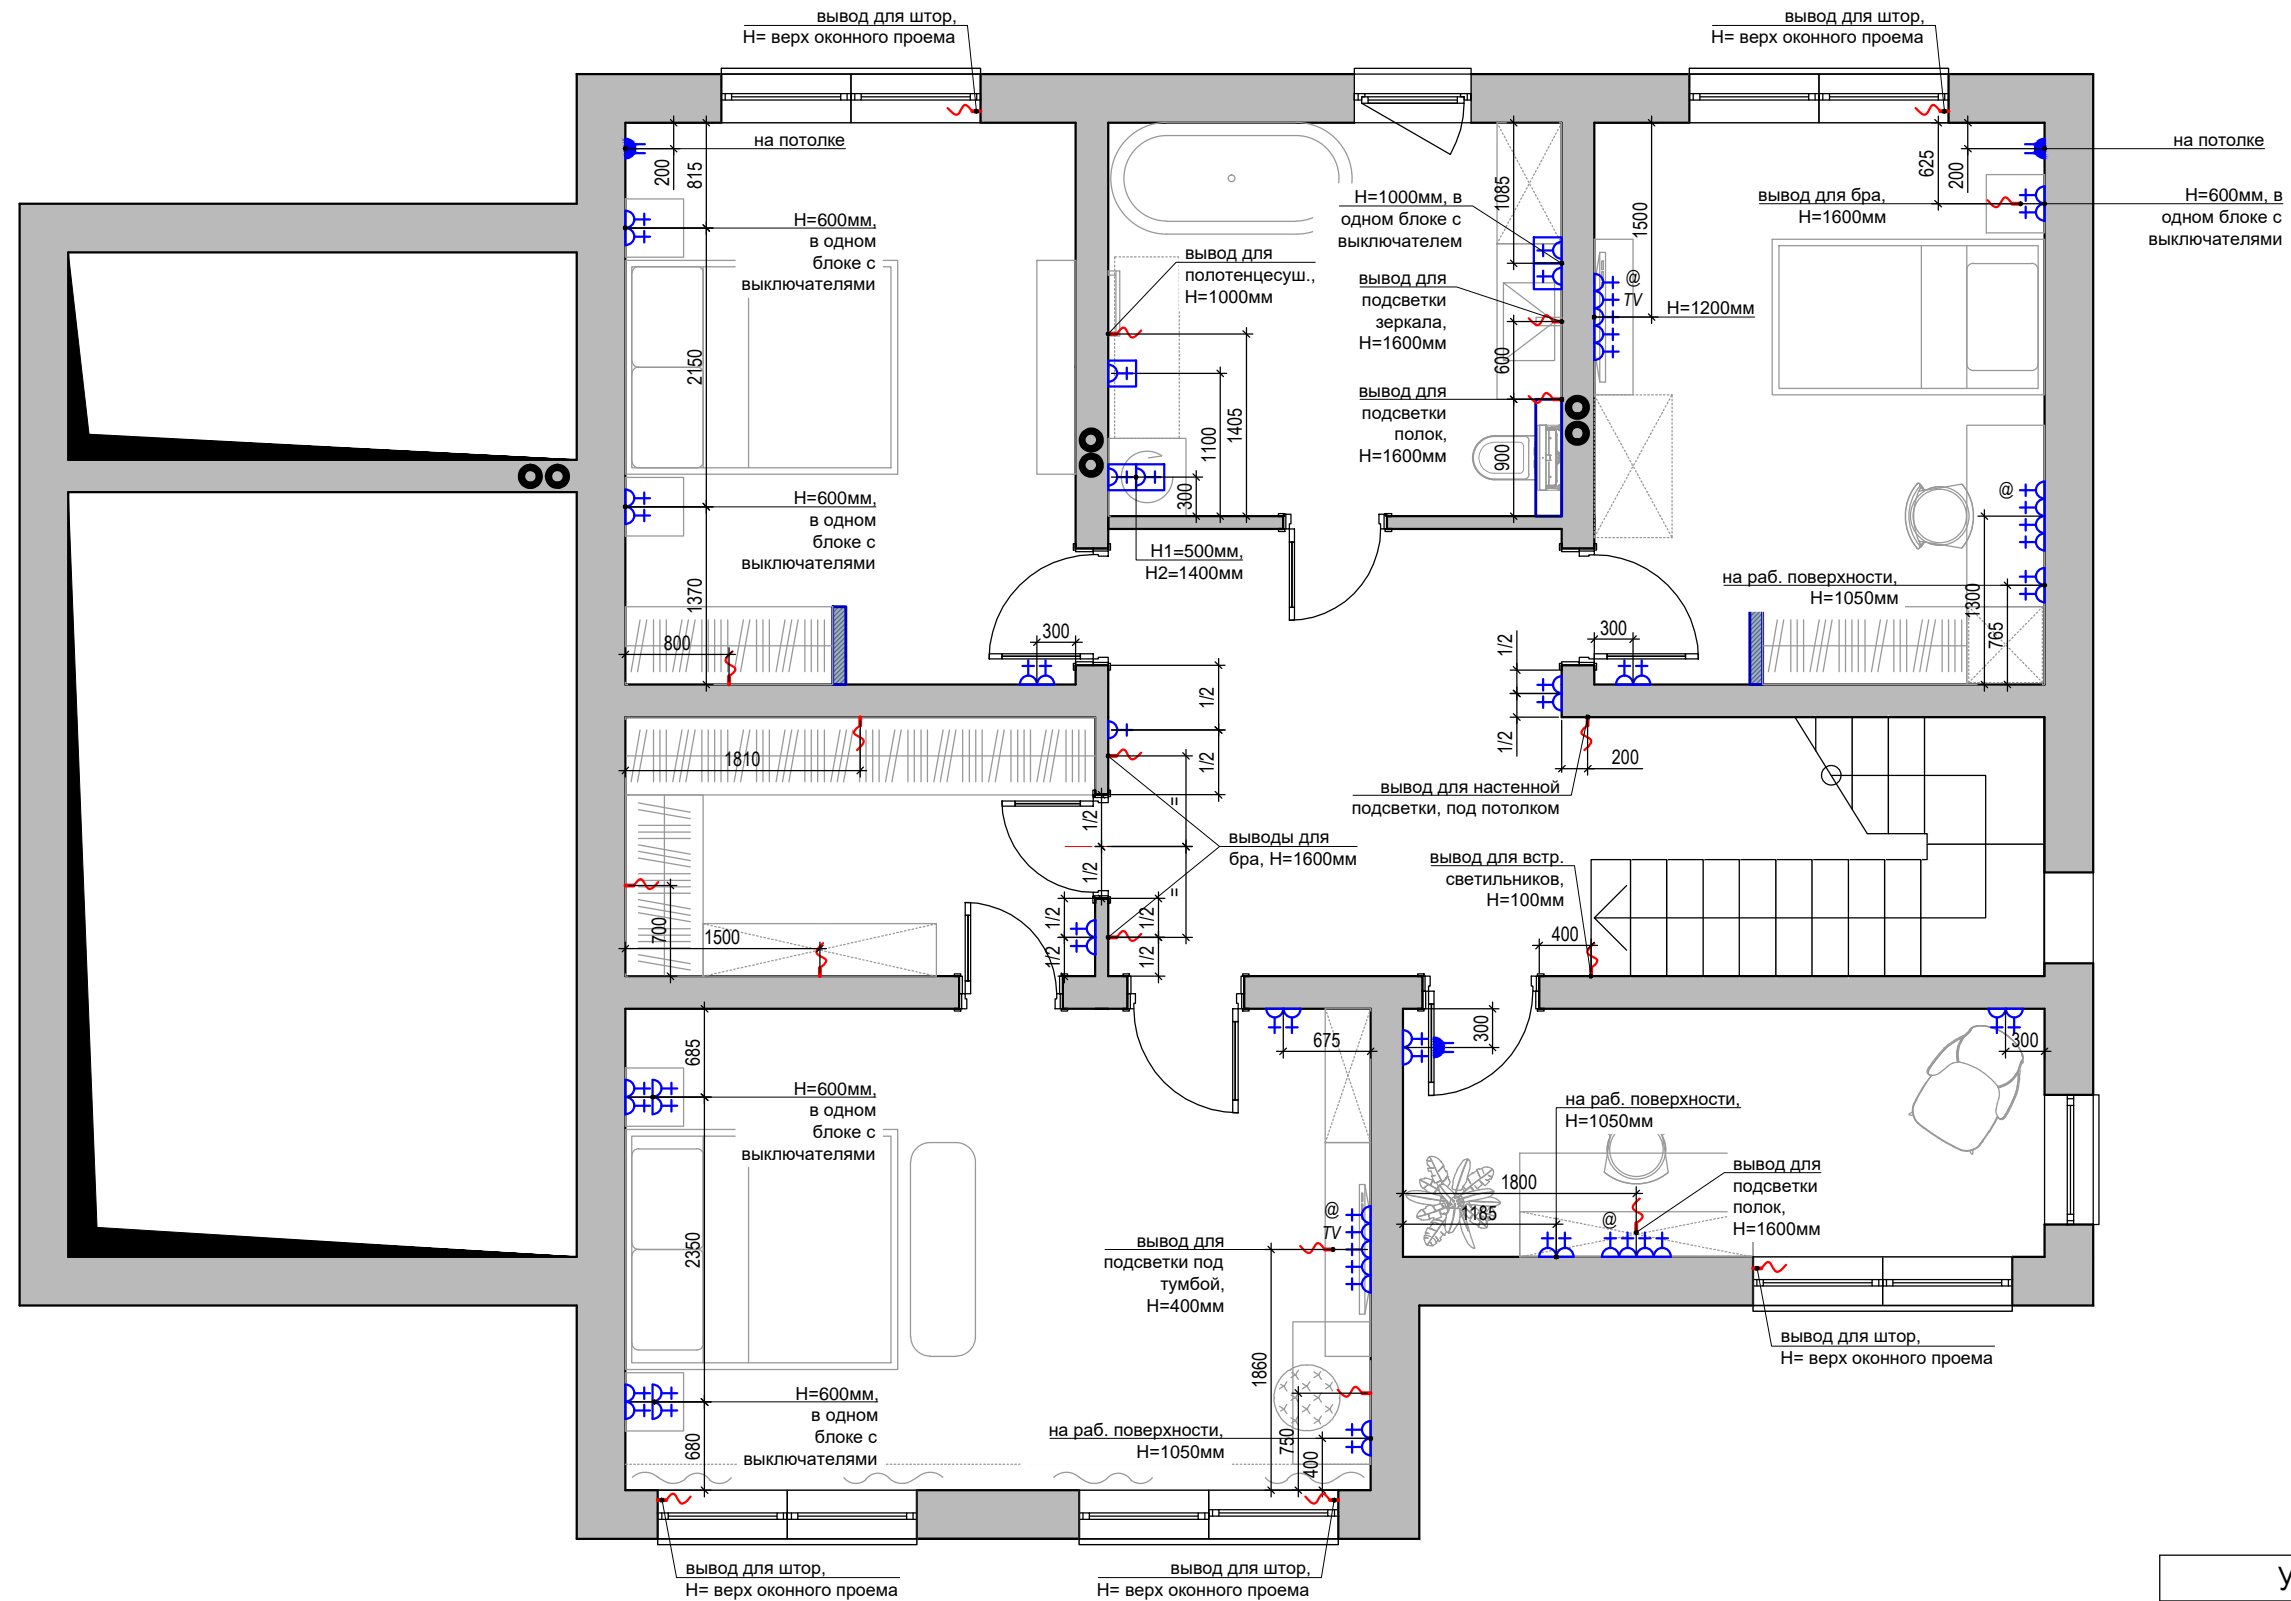 вывод для штор,
Н= верх оконного проема
вывод для штор,
Н= верх оконного проема
на потолке
200
815
Н=600мм,
в одном
блоке с
выключателями
2150
Н=600мм,
в одном
блоке с
выключателями
1370
800
300
вывод для
полотенцесуш.,
Н=1000мм
Н=1000мм, в
одном блоке с
выключателем
1085
вывод для
подсветки
зеркала,
Н=1600мм
600
вывод для
подсветки
полок,
Н=1600мм
900
1405
1100
300
Н1=500мм,
Н2=1400мм
1500
@
TV
Н=1200мм
вывод для бра,
Н=1600мм
625
200
на потолке
Н=600мм, в
одном блоке с
выключателями
@
на раб. поверхности,
Н=1050мм
1300
765
300
1/2
1/2
200
вывод для настенной
подсветки, под потолком
1/2
1/2
1810
1/2
1/2
"
"
выводы для
бра, Н=1600мм
вывод для встр.
светильников,
Н=100мм
400
700
1500
1/2
1/2
1/2
1/2
685
Н=600мм,
в одном
блоке с
выключателями
2350
Н=600мм,
в одном
блоке с
выключателями
680
675
@
TV
вывод для
подсветки под
тумбой,
Н=400мм
1860
на раб. поверхности,
Н=1050мм
750
400
300
300
на раб. поверхности,
Н=1050мм
1800
1185
@
вывод для
подсветки
полок,
Н=1600мм
вывод для штор,
Н= верх оконного проема
вывод для штор,
Н= верх оконного проема
вывод для штор,
Н= верх оконного проема